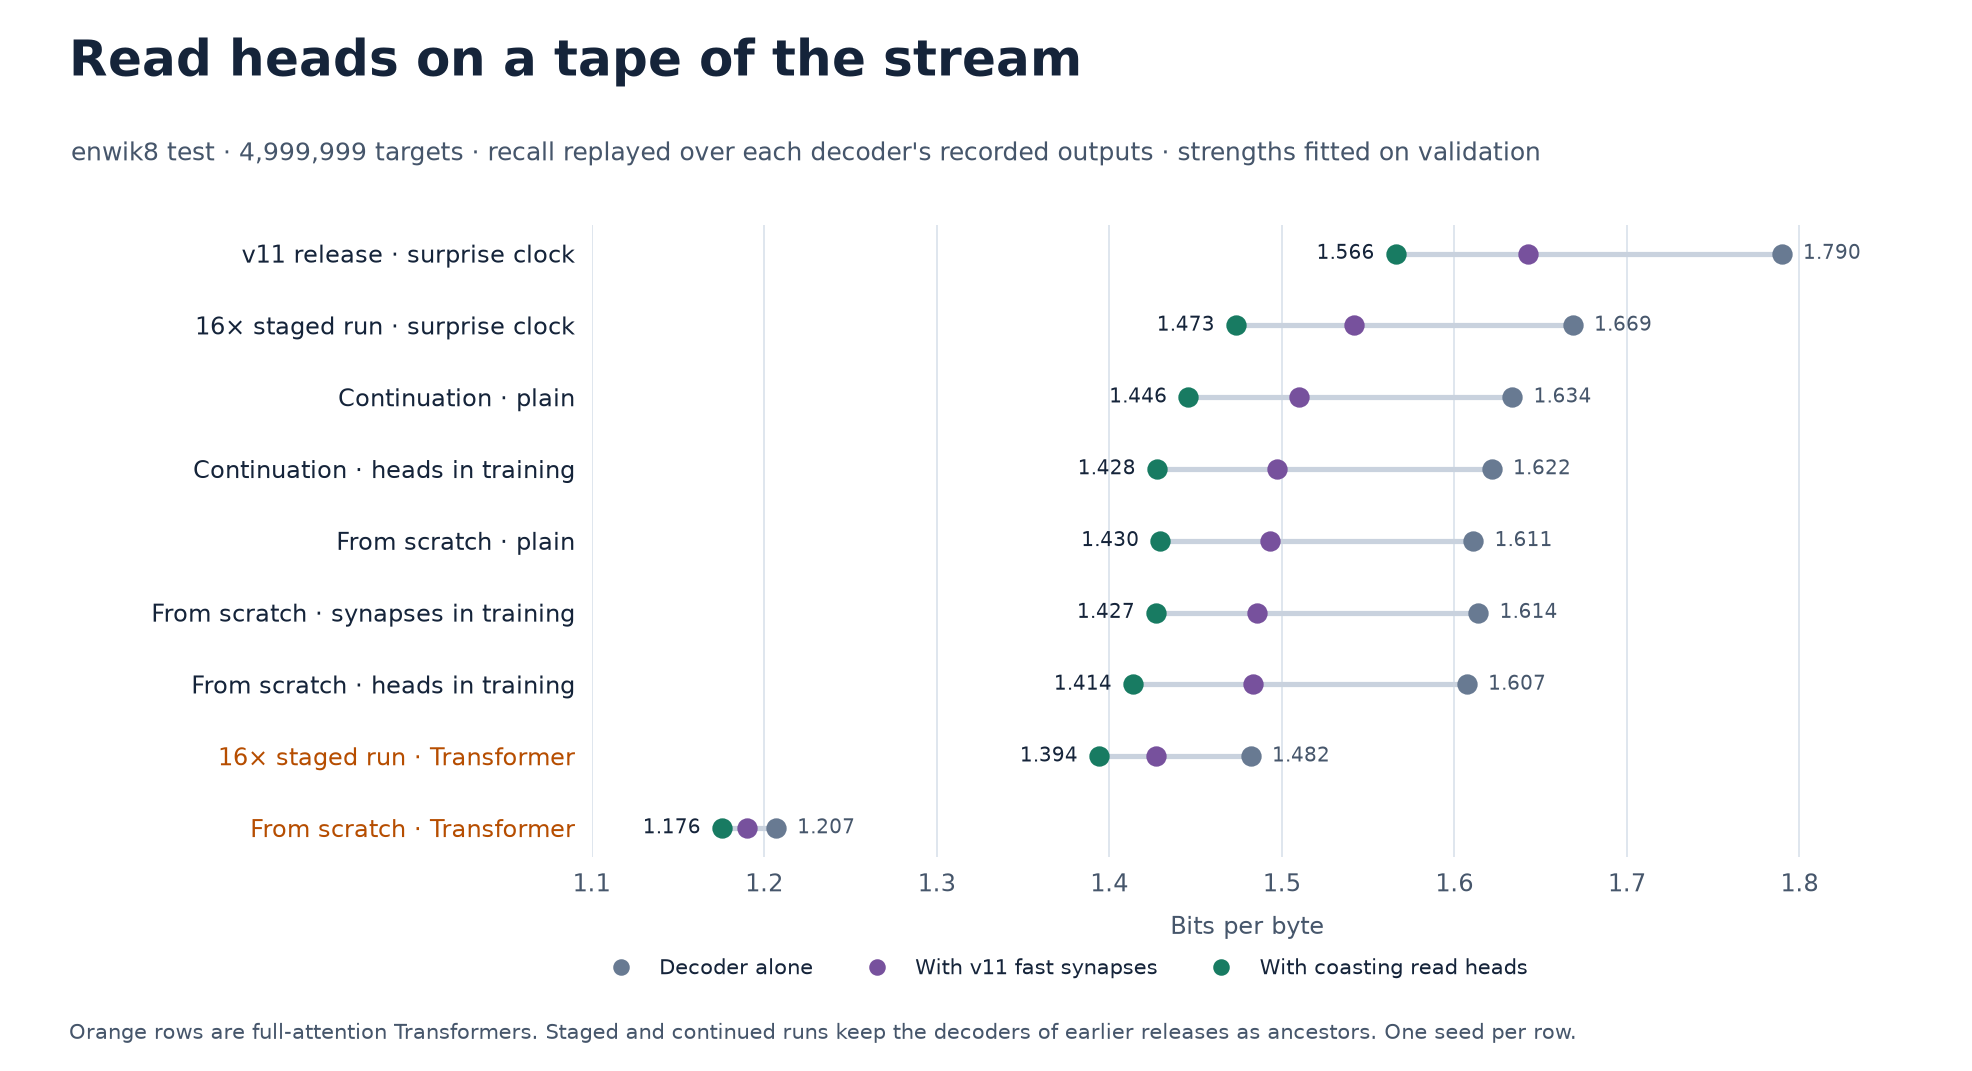 Read heads on a tape of the stream
enwik8 test · 4,999,999 targets · recall replayed over each decoder's recorded outputs · strengths fitted on validation
v11 release · surprise clock 1.566 1.790
16× staged run · surprise clock 1.473 1.669
Continuation · plain 1.446 1.634
Continuation · heads in training 1.428 1.622
From scratch · plain 1.430 1.611
From scratch · synapses in training 1.427 1.614
From scratch · heads in training 1.414 1.607
16× staged run · Transformer 1.394 1.482
From scratch · Transformer 1.176 1.207
1.1 1.2 1.3 1.4 1.5 1.6 1.7 1.8
Bits per byte
Decoder alone With v11 fast synapses With coasting read heads
Orange rows are full-attention Transformers. Staged and continued runs keep the decoders of earlier releases as ancestors. One seed per row.